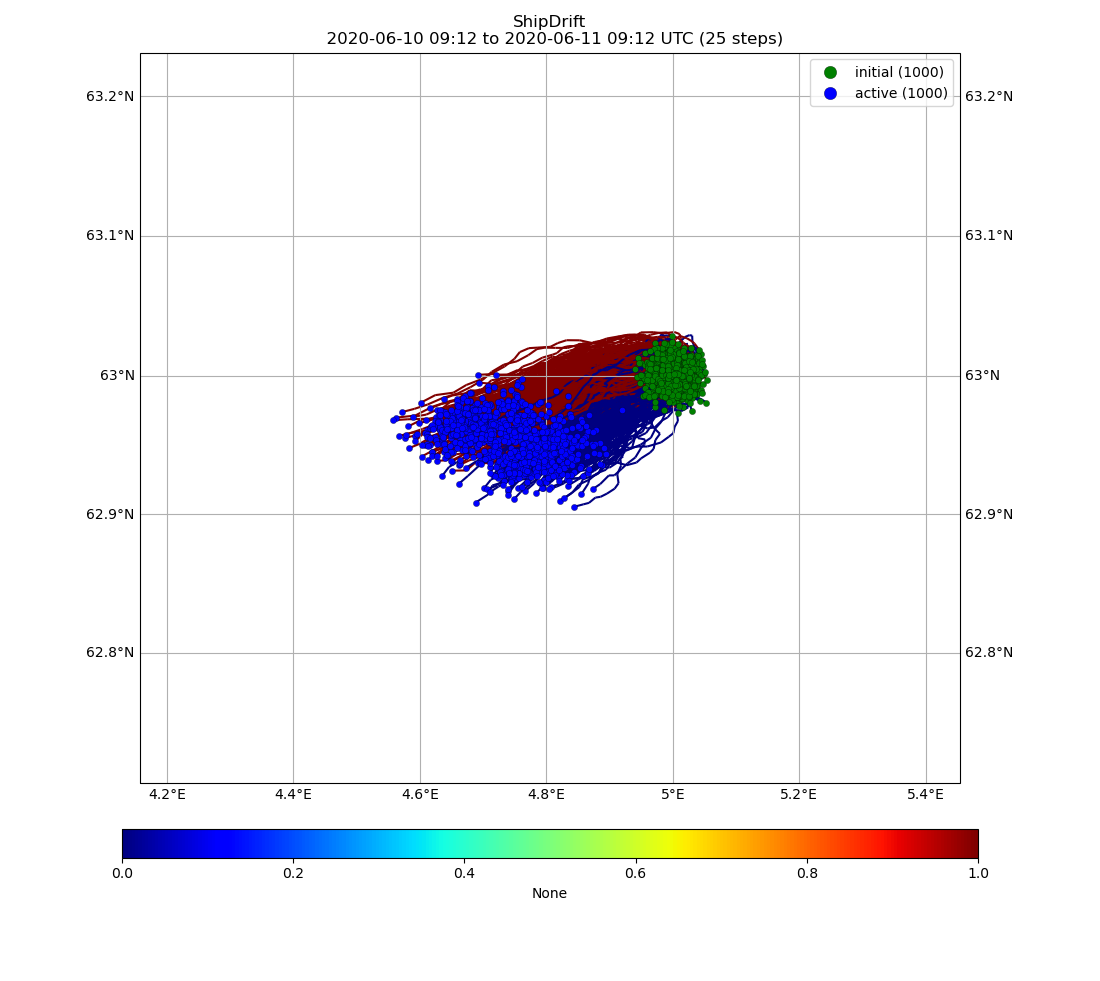 ShipDrift
2020-06-10 09:12 to 2020-06-11 09:12 UTC (25 steps)
initial (1000)
active (1000)
63.2°N 63.2°N
63.1°N 63.1°N
63°N 63°N
62.9°N 62.9°N
62.8°N 62.8°N
4.2°E 4.4°E 4.6°E 4.8°E 5°E 5.2°E 5.4°E
0.0 0.2 0.4 0.6 0.8 1.0
None